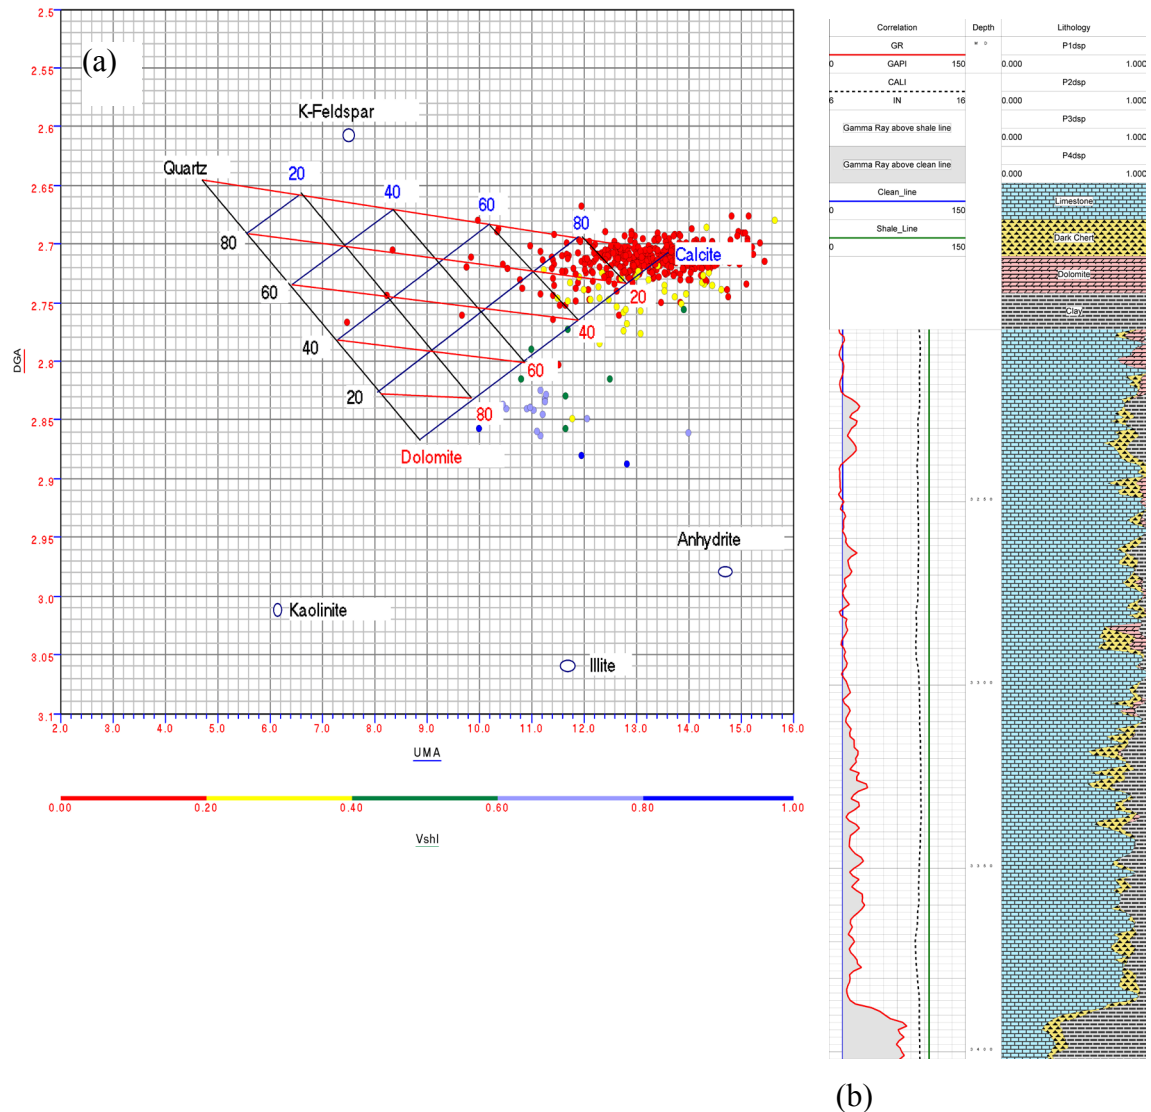 (a)
2.5
2.55
2.6
2.65
2.7
2.75
2.8
2.85
2.9
2.95
3.0
3.05
3.1
DGA
K-Feldspar
Quartz
20
40
60
80
Calcite
80
60
40
20
20
40
60
80
Dolomite
Anhydrite
Kaolinite
Illite
2.0 3.0 4.0 5.0 6.0 7.0 8.0 9.0 10.0 11.0 12.0 13.0 14.0 15.0 16.0
UMA
0.00 0.20 0.40 0.60 0.80 1.00
Vshl
Correlation Depth Lithology
GR P1dsp
0 GAPI 150 0.000 1.000
CALI P2dsp
6 IN 16 0.000 1.000
Gamma Ray above shale line P3dsp
0.000 1.000
Gamma Ray above clean line P4dsp
0.000 1.000
Clean_line Limestone
0 150
Shale_Line Dark Chert
0 150
Dolomite
Clay
(b)